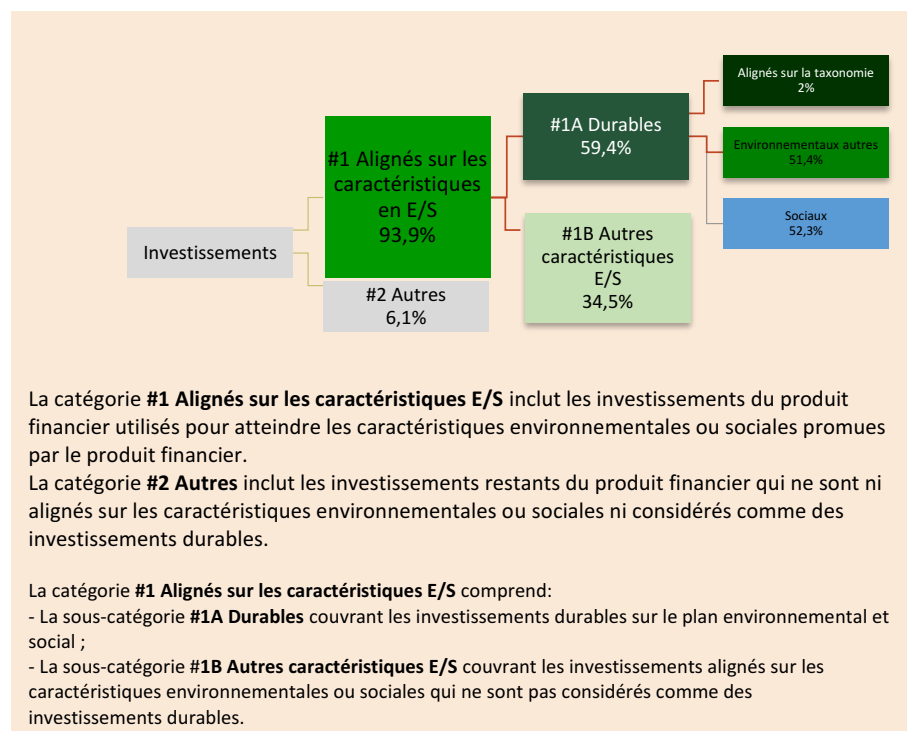 Investissements
#1 Alignés sur les
caractéristiques
en E/S
93,9%
#2 Autres
6,1%
#1A Durables
59,4%
#1B Autres
caractéristiques
E/S
34,5%
Alignés sur la taxonomie
2%
Environnementaux autres
51,4%
Sociaux
52,3%
La catégorie #1 Alignés sur les caractéristiques E/S inclut les investissements du produit
financier utilisés pour atteindre les caractéristiques environnementales ou sociales promues
par le produit financier.
La catégorie #2 Autres inclut les investissements restants du produit financier qui ne sont ni
alignés sur les caractéristiques environnementales ou sociales ni considérés comme des
investissements durables.
La catégorie #1 Alignés sur les caractéristiques E/S comprend:
- La sous-catégorie #1A Durables couvrant les investissements durables sur le plan environnemental et
social ;
- La sous-catégorie #1B Autres caractéristiques E/S couvrant les investissements alignés sur les
caractéristiques environnementales ou sociales qui ne sont pas considérés comme des
investissements durables.